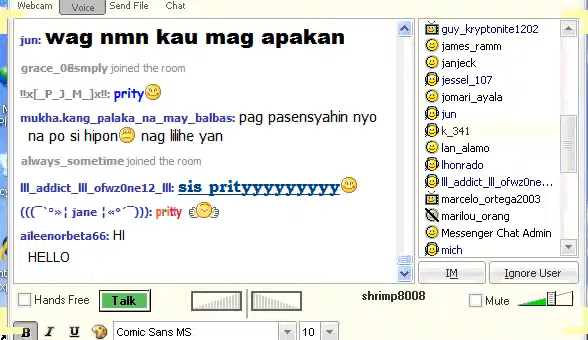 Webcam Voice Send File Chat
jun: wag nmn kau mag apakan
grace_08smply joined the room
!!x[_P_J_M_]x!!: prity
mukha.kang_palaka_na_may_balbas: pag pasensyahin nyo
na po si hipon nag lilhe yan
always_sometime joined the room
lll_addict_lll_ofwz0ne12_lll: sis prityyyyyyyyy
(((¯`°»¦ jane ¦«°´¯))): pritty
aileenorbeta66: HI
HELLO
guy_kryptonite1202
james_ramm
janjeck
jessel_107
jomari_ayala
jun
k_341
lan_alamo
lhonrado
lll_addict_lll_ofwz0ne...
marcelo_ortega2003
marilou_orang
Messenger Chat Admin
mich
IM Ignore User
Hands Free Talk shrimp8008 Mute
B I U Comic Sans MS 10